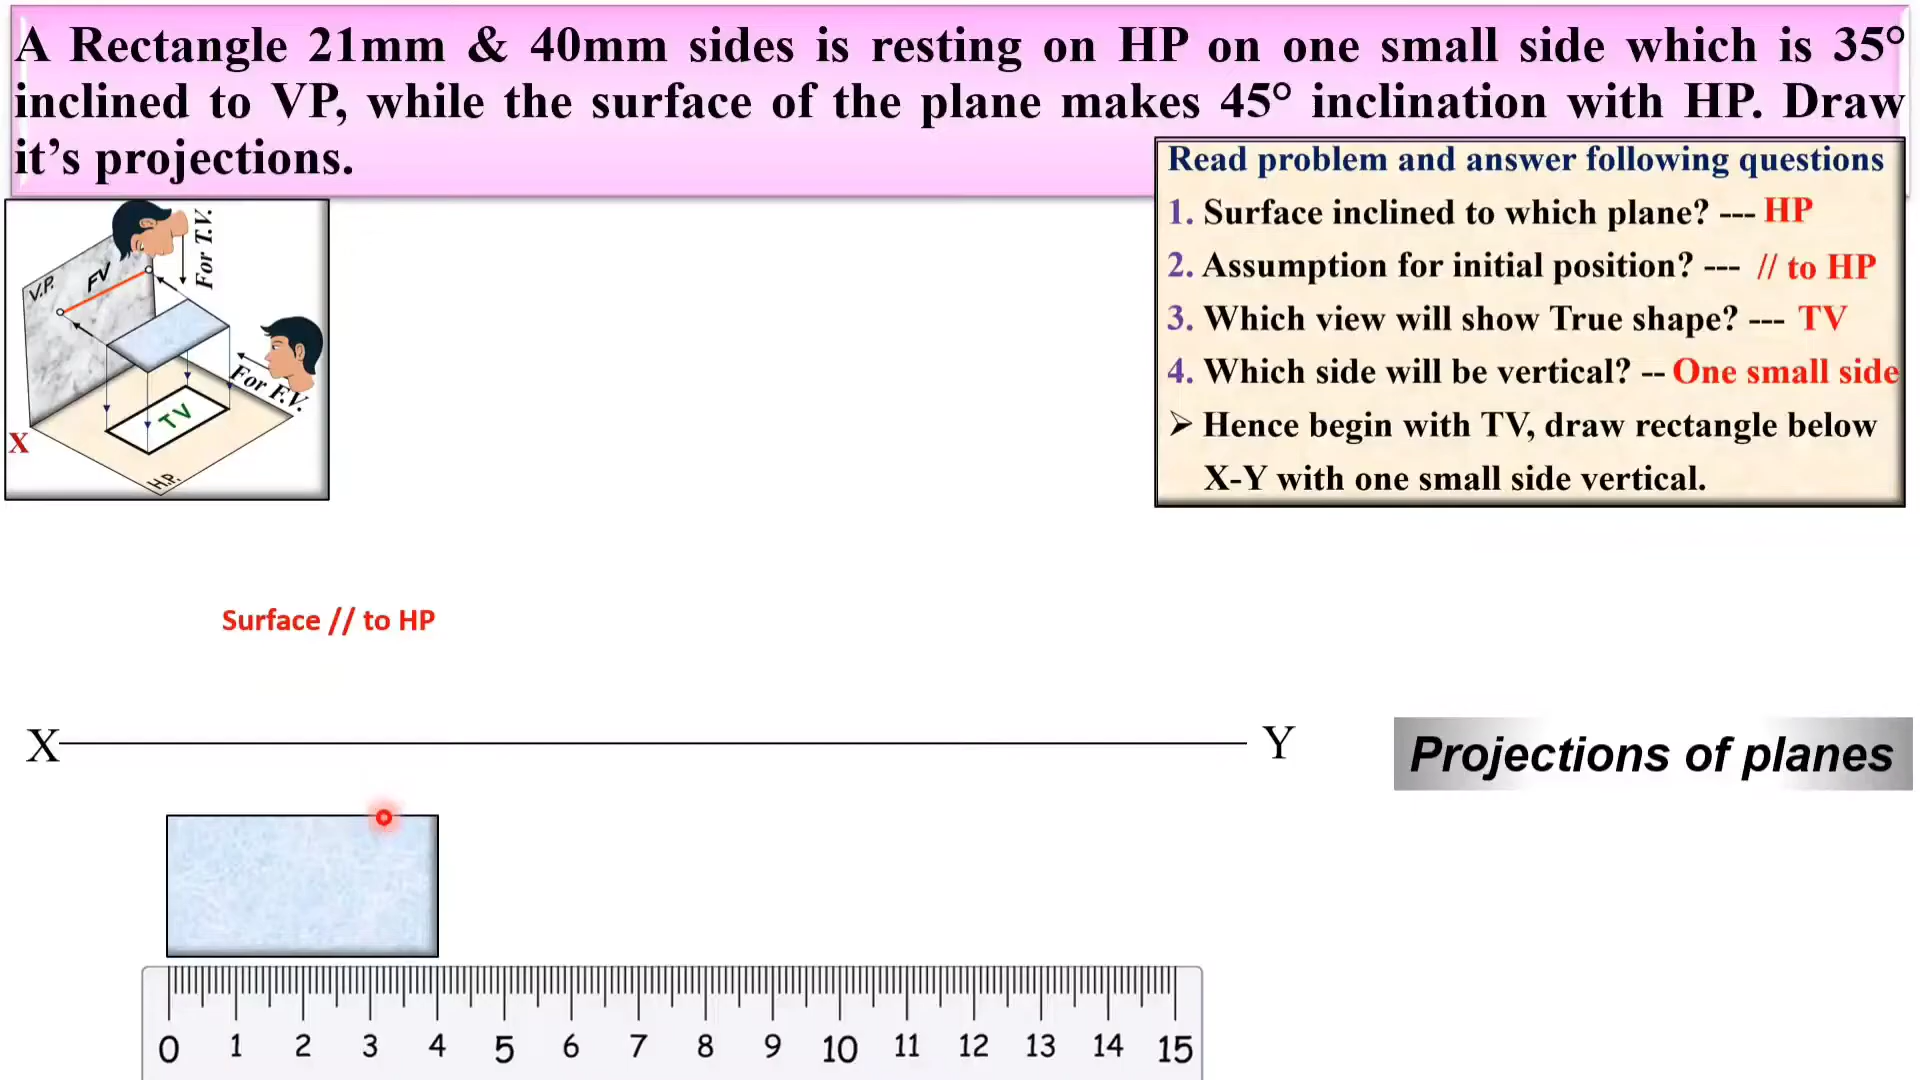 A Rectangle 21mm & 40mm sides is resting on HP on one small side which is 35°
inclined to VP, while the surface of the plane makes 45° inclination with HP. Draw
it’s projections.
Read problem and answer following questions
1. Surface inclined to which plane? --- HP
2. Assumption for initial position? --- // to HP
3. Which view will show True shape? --- TV
4. Which side will be vertical? -- One small side
➢ Hence begin with TV, draw rectangle below
X-Y with one small side vertical.
For T.V.
V.P.
FV
For F.V.
TV
X
H.P.
Surface // to HP
X
Y
Projections of planes
0 1 2 3 4 5 6 7 8 9 10 11 12 13 14 15